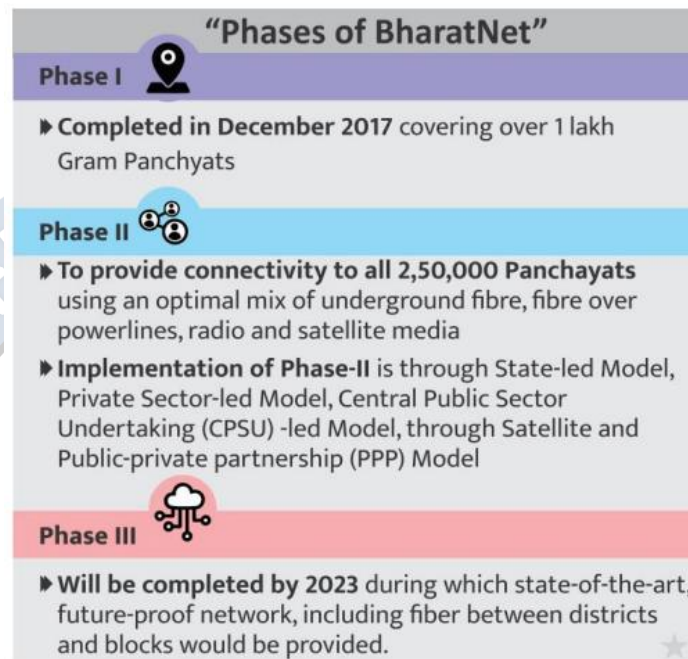 “Phases of BharatNet”
Phase I
Completed in December 2017 covering over 1 lakh
Gram Panchyats
Phase II
To provide connectivity to all 2,50,000 Panchayats
using an optimal mix of underground fibre, fibre over
powerlines, radio and satellite media
Implementation of Phase-II is through State-led Model,
Private Sector-led Model, Central Public Sector
Undertaking (CPSU) -led Model, through Satellite and
Public-private partnership (PPP) Model
Phase III
Will be completed by 2023 during which state-of-the-art,
future-proof network, including fiber between districts
and blocks would be provided.